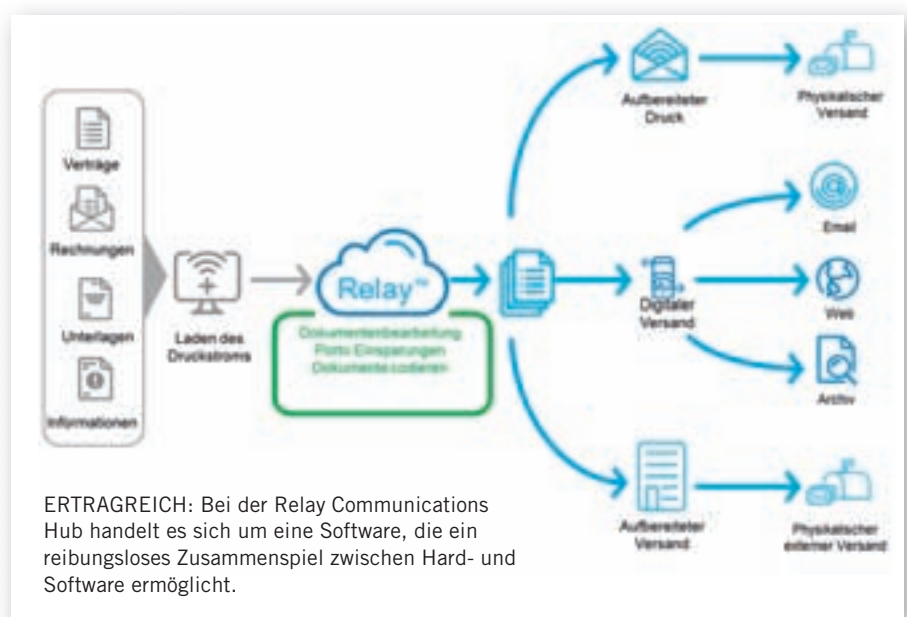 Verträge
Rechnungen
Unterlagen
Informationen
Laden des
Druckstroms
Relay™
Dokumentenbearbeitung
Porto Einsparungen
Dokumente codieren
Aufbereiteter
Druck
Physikalischer
Versand
Digitaler
Versand
Email
Web
Archiv
Aufbereiteter
Versand
Physikalischer
externer Versand
ERTRAGREICH: Bei der Relay Communications
Hub handelt es sich um eine Software, die ein
reibungsloses Zusammenspiel zwischen Hard- und
Software ermöglicht.